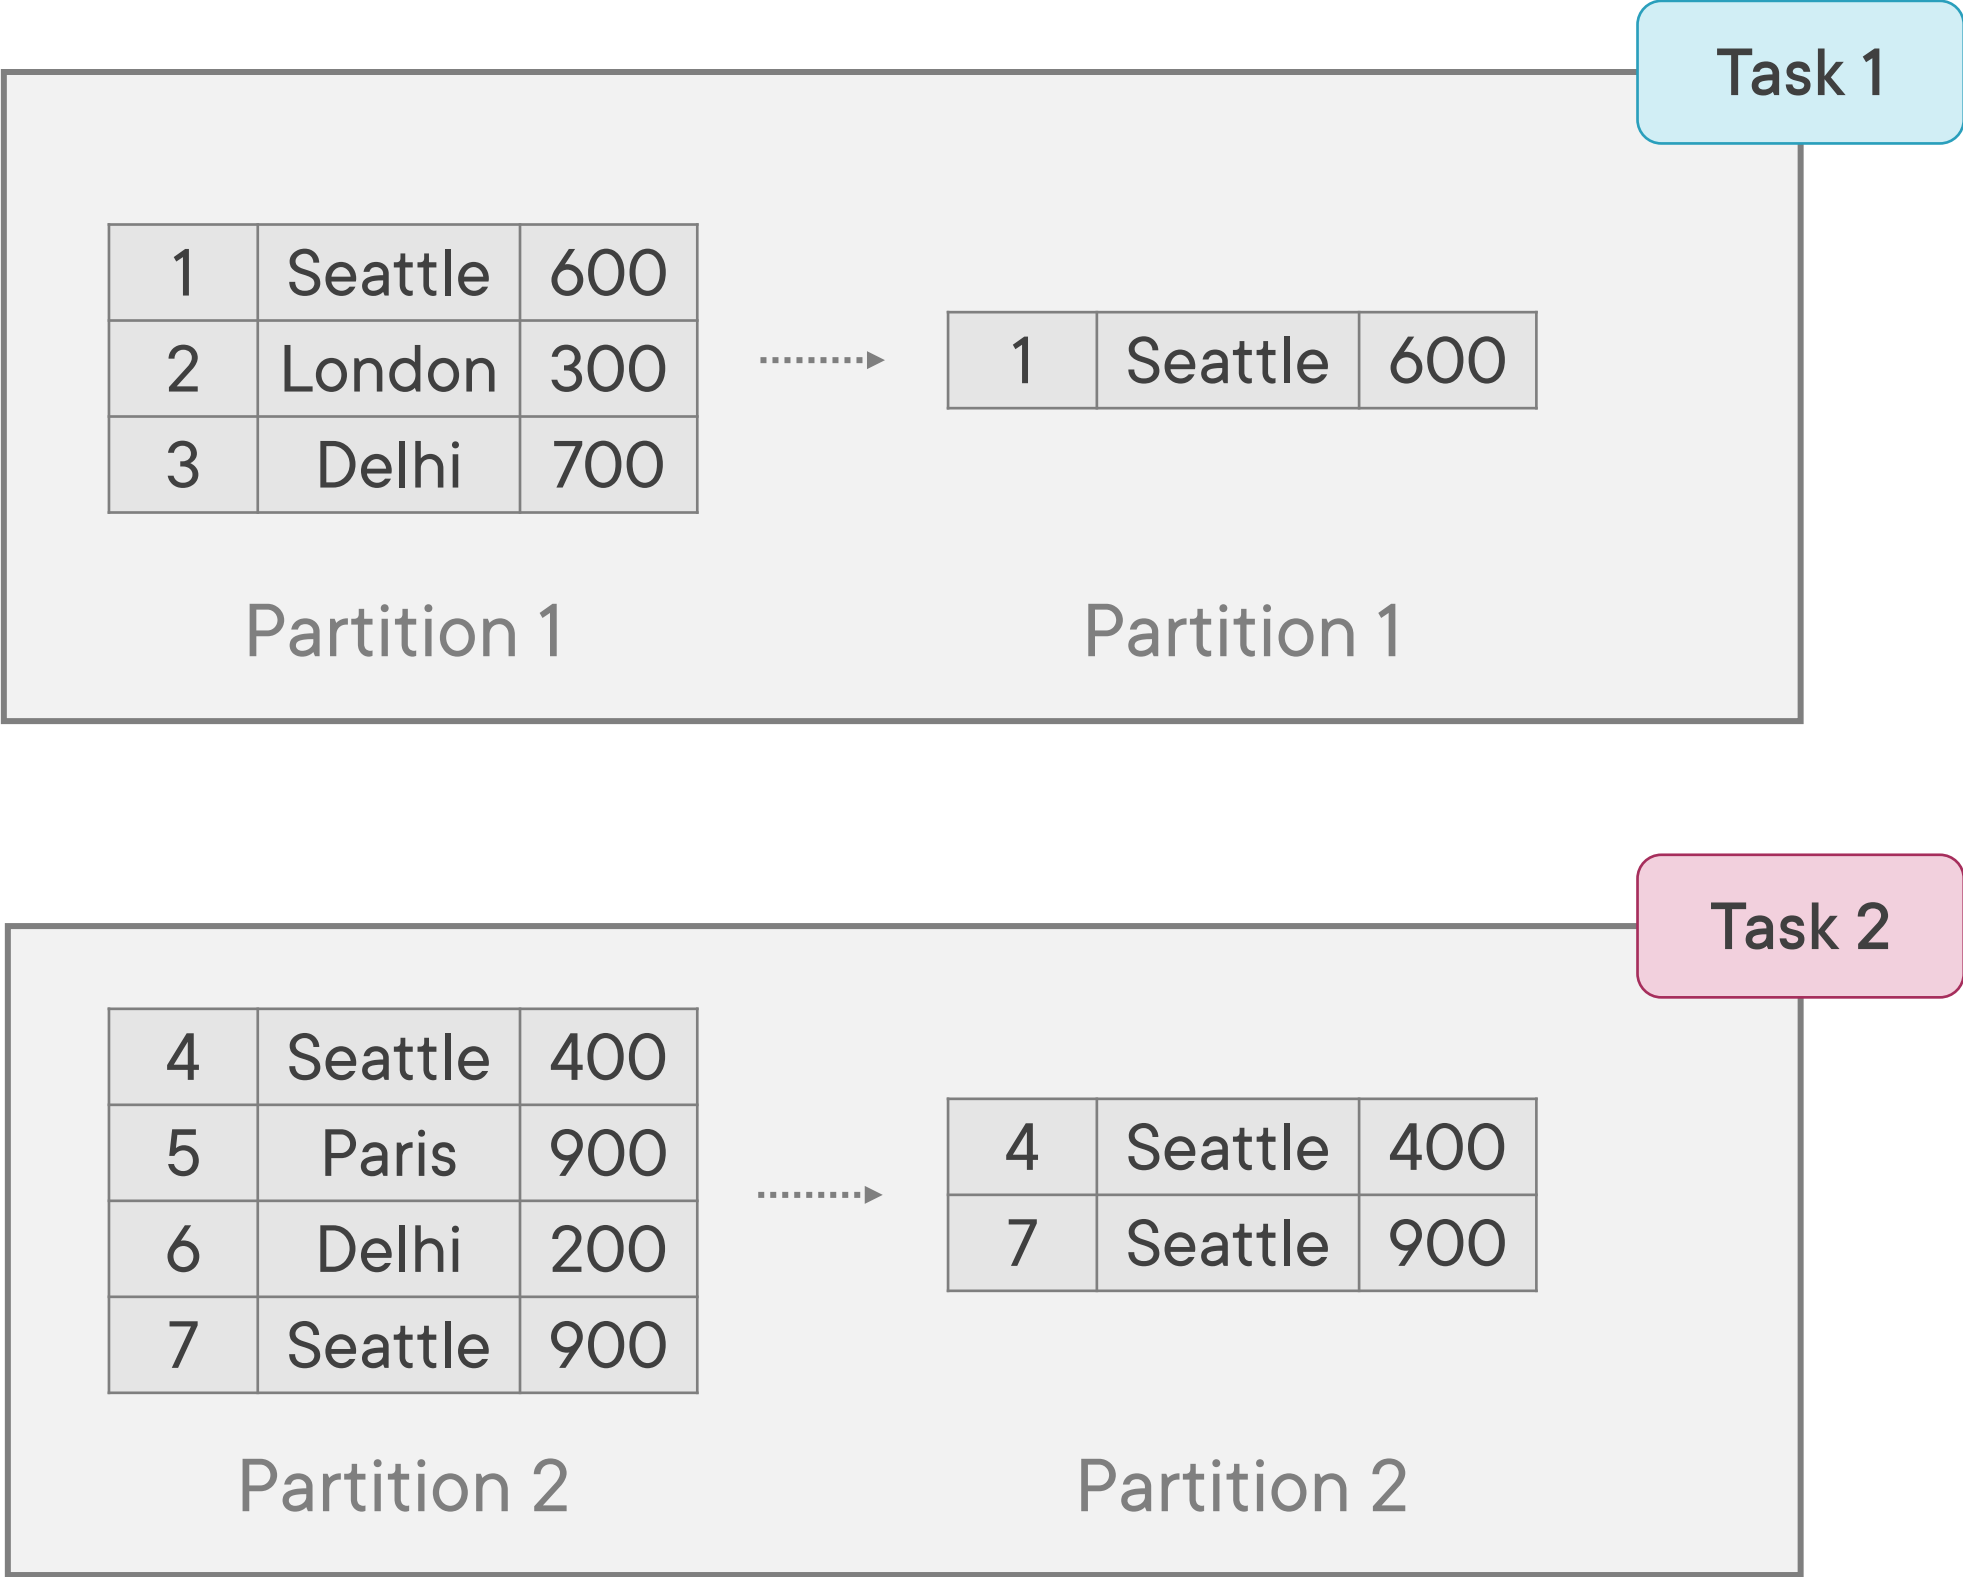 Task 1
1 Seattle 600
2 London 300
3 Delhi 700
1 Seattle 600
Partition 1
Partition 1
Task 2
4 Seattle 400
5 Paris 900
6 Delhi 200
7 Seattle 900
4 Seattle 400
7 Seattle 900
Partition 2
Partition 2